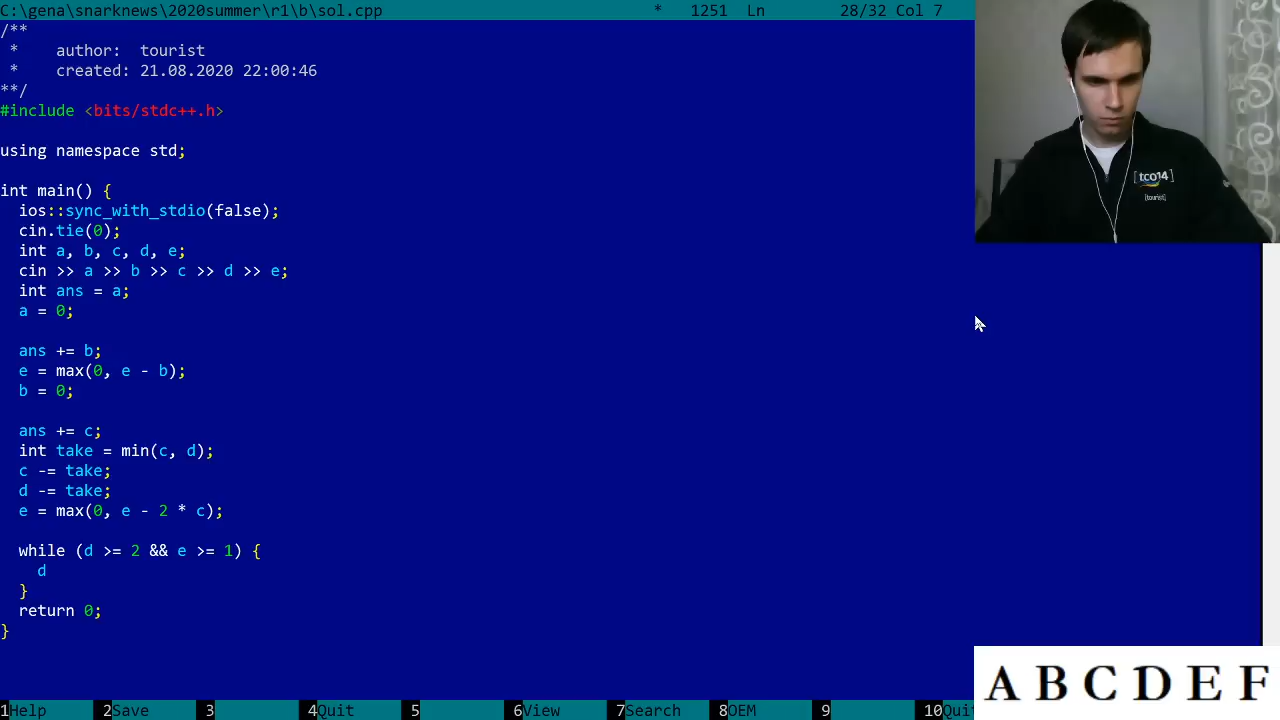 C:\gena\snarknews\2020summer\r1\b\sol.cpp * 1251 Ln 28/32 Col 7
/**
 *    author:  tourist
 *    created: 21.08.2020 22:00:46
**/
#include <bits/stdc++.h>
using namespace std;
int main() {
  ios::sync_with_stdio(false);
  cin.tie(0);
  int a, b, c, d, e;
  cin >> a >> b >> c >> d >> e;
  int ans = a;
  a = 0;
  ans += b;
  e = max(0, e - b);
  b = 0;
  ans += c;
  int take = min(c, d);
  c -= take;
  d -= take;
  e = max(0, e - 2 * c);
  while (d >= 2 && e >= 1) {
    d
  }
  return 0;
}
1Help 2Save 3 4Quit 5 6View 7Search 8OEM 9 10Quit
[tco14]
[tourist]
A B C D E F